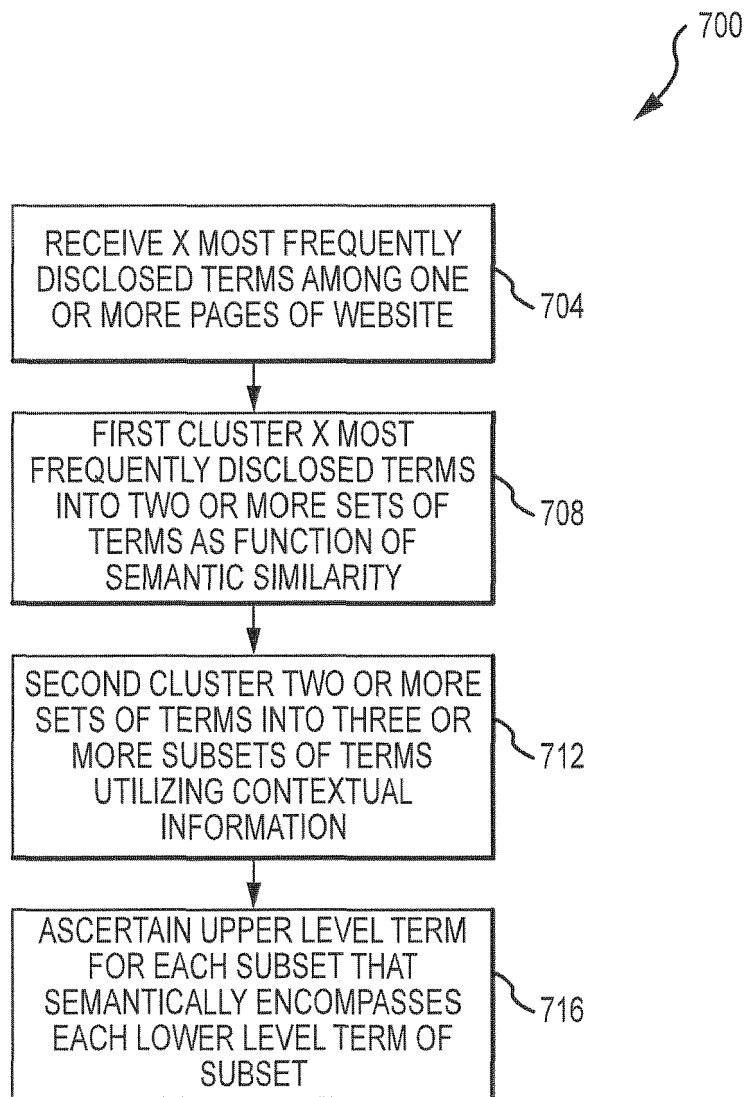 700
RECEIVE X MOST FREQUENTLY
DISCLOSED TERMS AMONG ONE
OR MORE PAGES OF WEBSITE
704
FIRST CLUSTER X MOST
FREQUENTLY DISCLOSED TERMS
INTO TWO OR MORE SETS OF
TERMS AS FUNCTION OF
SEMANTIC SIMILARITY
708
SECOND CLUSTER TWO OR MORE
SETS OF TERMS INTO THREE OR
MORE SUBSETS OF TERMS
UTILIZING CONTEXTUAL
INFORMATION
712
ASCERTAIN UPPER LEVEL TERM
FOR EACH SUBSET THAT
SEMANTICALLY ENCOMPASSES
EACH LOWER LEVEL TERM OF
SUBSET
716